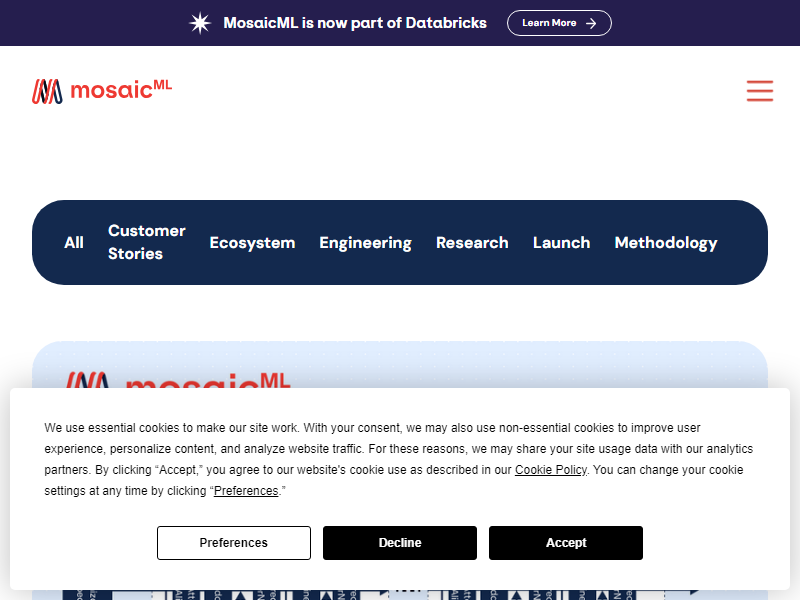 MosaicML is now part of Databricks
Learn More
mosaicML
All
Customer
Stories
Ecosystem
Engineering
Research
Launch
Methodology
mosaicML
We use essential cookies to make our site work. With your consent, we may also use non-essential cookies to improve user
experience, personalize content, and analyze website traffic. For these reasons, we may share your site usage data with our analytics
partners. By clicking “Accept,” you agree to our website's cookie use as described in our Cookie Policy. You can change your cookie
settings at any time by clicking “Preferences.”
Preferences
Decline
Accept